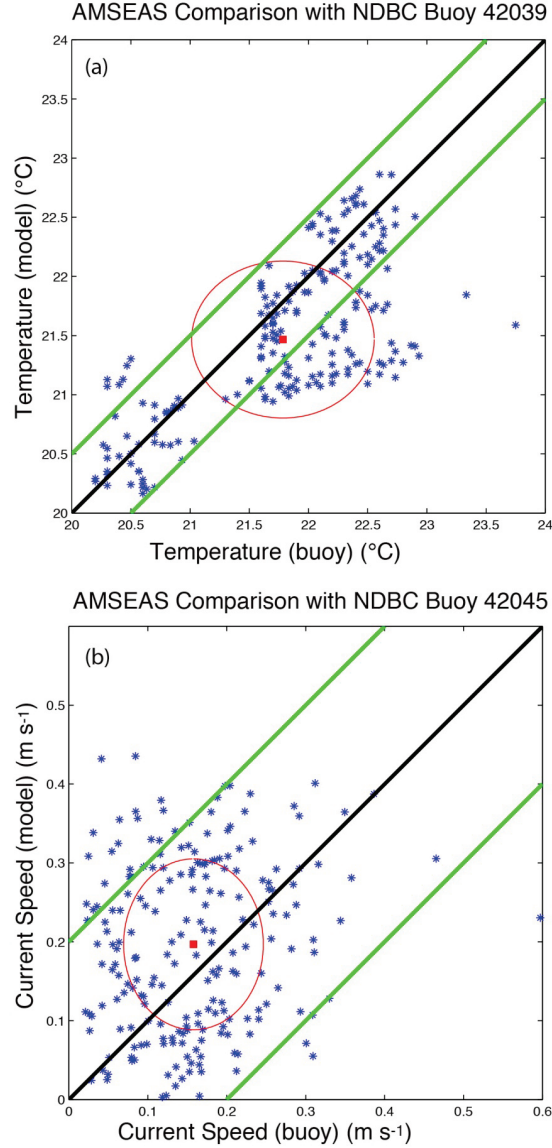 AMSEAS Comparison with NDBC Buoy 42039
(a)
24
23.5
23
22.5
22
21.5
21
20.5
20
Temperature (model) (°C)
20 20.5 21 21.5 22 22.5 23 23.5 24
Temperature (buoy) (°C)
AMSEAS Comparison with NDBC Buoy 42045
(b)
0.5
0.4
0.3
0.2
0.1
0
Current Speed (model) (m s-1)
0 0.1 0.2 0.3 0.4 0.5 0.6
Current Speed (buoy) (m s-1)